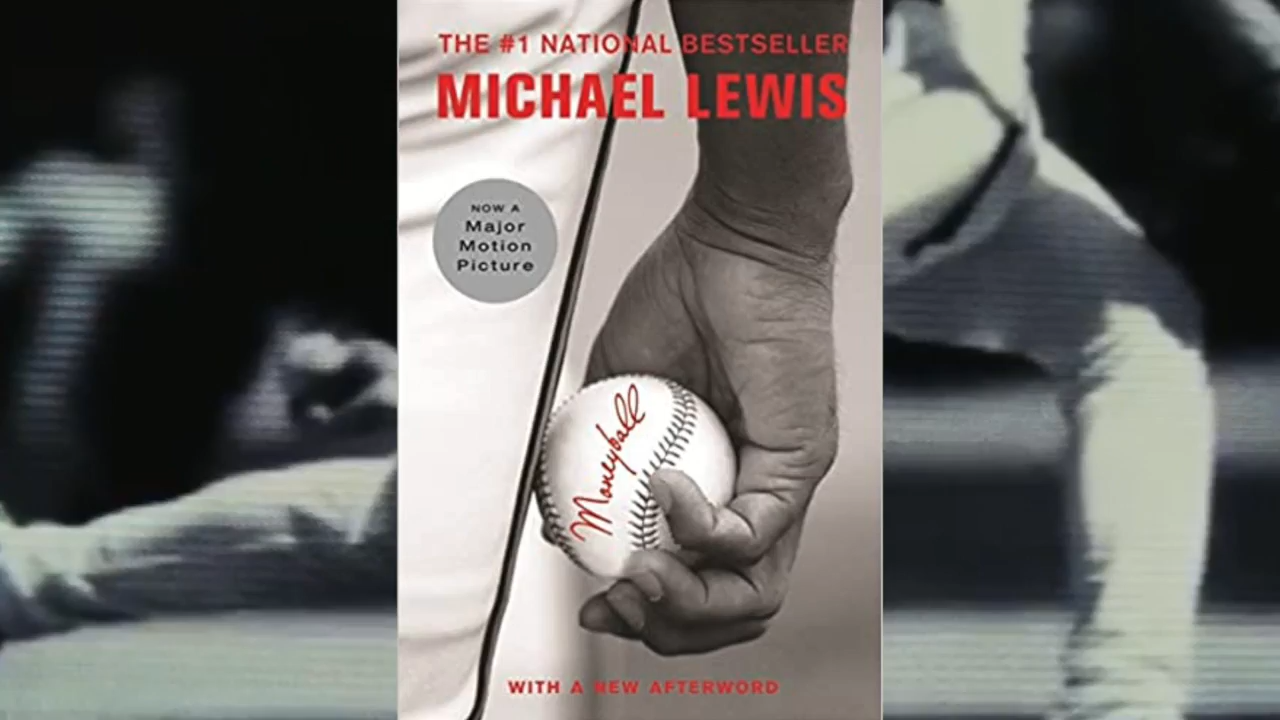 THE #1 NATIONAL BESTSELLER
MICHAEL LEWIS
NOW A
Major
Motion
Picture
Moneyball
WITH A NEW AFTERWORD